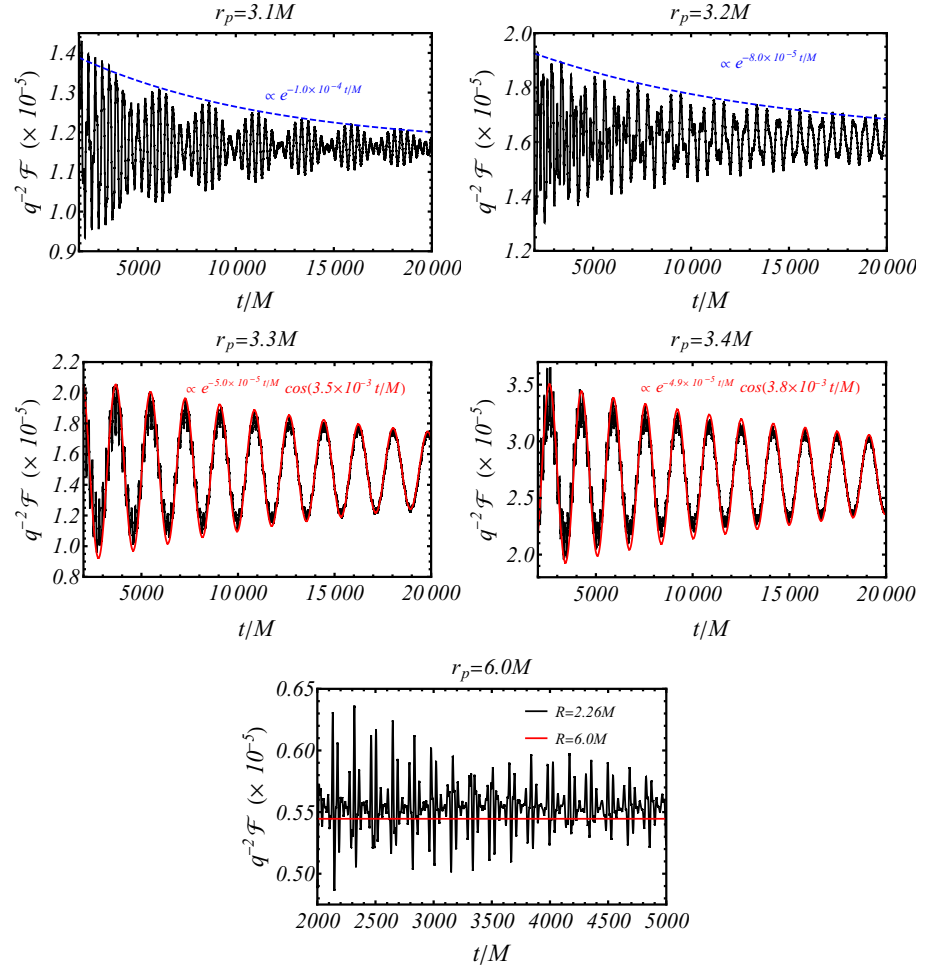 r_p=3.1M
q^{-2} F (× 10^{-5})
1.4
1.3
1.2
1.1
1.0
0.9
∝ e^{-1.0×10^{-4} t/M}
5000 10 000 15 000 20 000
t/M
r_p=3.2M
q^{-2} F (× 10^{-5})
2.0
1.8
1.6
1.4
1.2
∝ e^{-8.0×10^{-5} t/M}
5000 10 000 15 000 20 000
t/M
r_p=3.3M
q^{-2} F (× 10^{-5})
2.2
2.0
1.8
1.6
1.4
1.2
1.0
0.8
∝ e^{-5.0×10^{-5} t/M} cos(3.5×10^{-3} t/M)
5000 10 000 15 000 20 000
t/M
r_p=3.4M
q^{-2} F (× 10^{-5})
3.5
3.0
2.5
2.0
∝ e^{-4.9×10^{-5} t/M} cos(3.8×10^{-3} t/M)
5000 10 000 15 000 20 000
t/M
r_p=6.0M
q^{-2} F (× 10^{-5})
0.65
0.60
0.55
0.50
R=2.26M
R=6.0M
2000 2500 3000 3500 4000 4500 5000
t/M